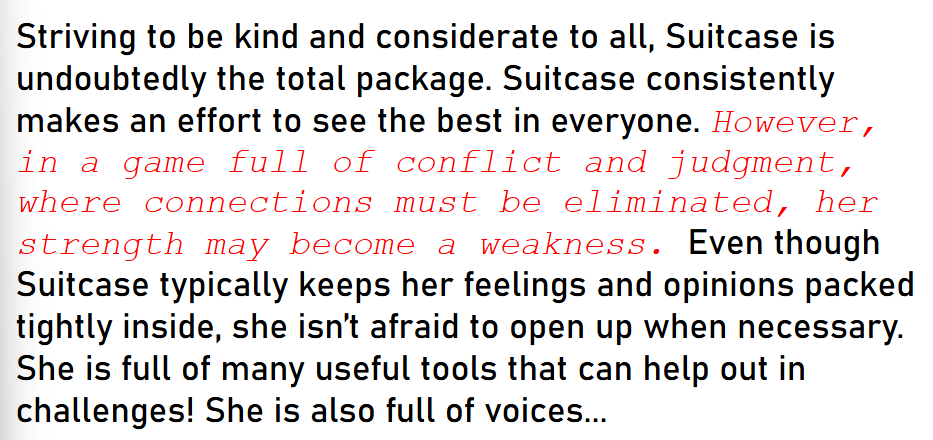 Striving to be kind and considerate to all, Suitcase is
undoubtedly the total package. Suitcase consistently
makes an effort to see the best in everyone. However,
in a game full of conflict and judgment,
where connections must be eliminated, her
strength may become a weakness. Even though
Suitcase typically keeps her feelings and opinions packed
tightly inside, she isn't afraid to open up when necessary.
She is full of many useful tools that can help out in
challenges! She is also full of voices...